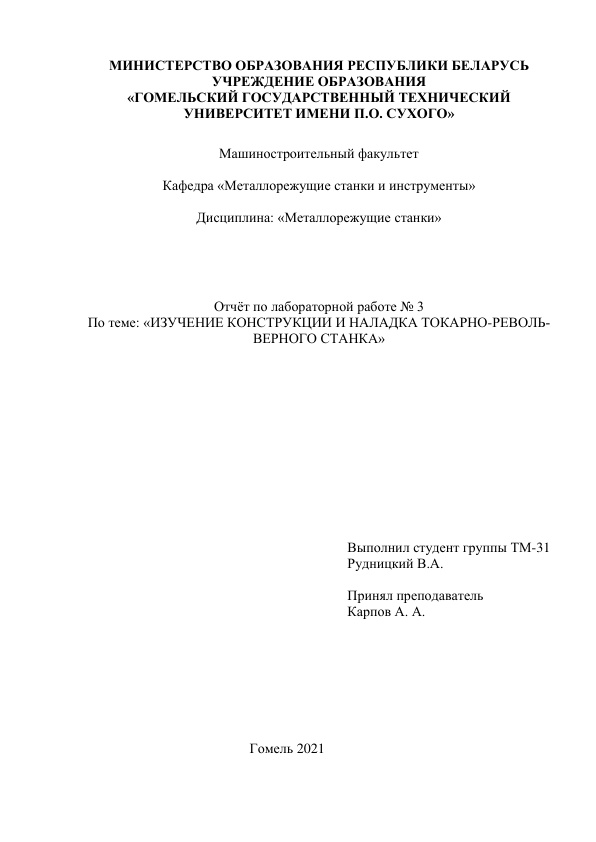 МИНИСТЕРСТВО ОБРАЗОВАНИЯ РЕСПУБЛИКИ БЕЛАРУСЬ
УЧРЕЖДЕНИЕ ОБРАЗОВАНИЯ
«ГОМЕЛЬСКИЙ ГОСУДАРСТВЕННЫЙ ТЕХНИЧЕСКИЙ
УНИВЕРСИТЕТ ИМЕНИ П.О. СУХОГО»
Машиностроительный факультет
Кафедра «Металлорежущие станки и инструменты»
Дисциплина: «Металлорежущие станки»
Отчёт по лабораторной работе № 3
По теме: «ИЗУЧЕНИЕ КОНСТРУКЦИИ И НАЛАДКА ТОКАРНО-РЕВОЛЬ-
ВЕРНОГО СТАНКА»
Выполнил студент группы ТМ-31
Рудницкий В.А.
Принял преподаватель
Карпов А. А.
Гомель 2021